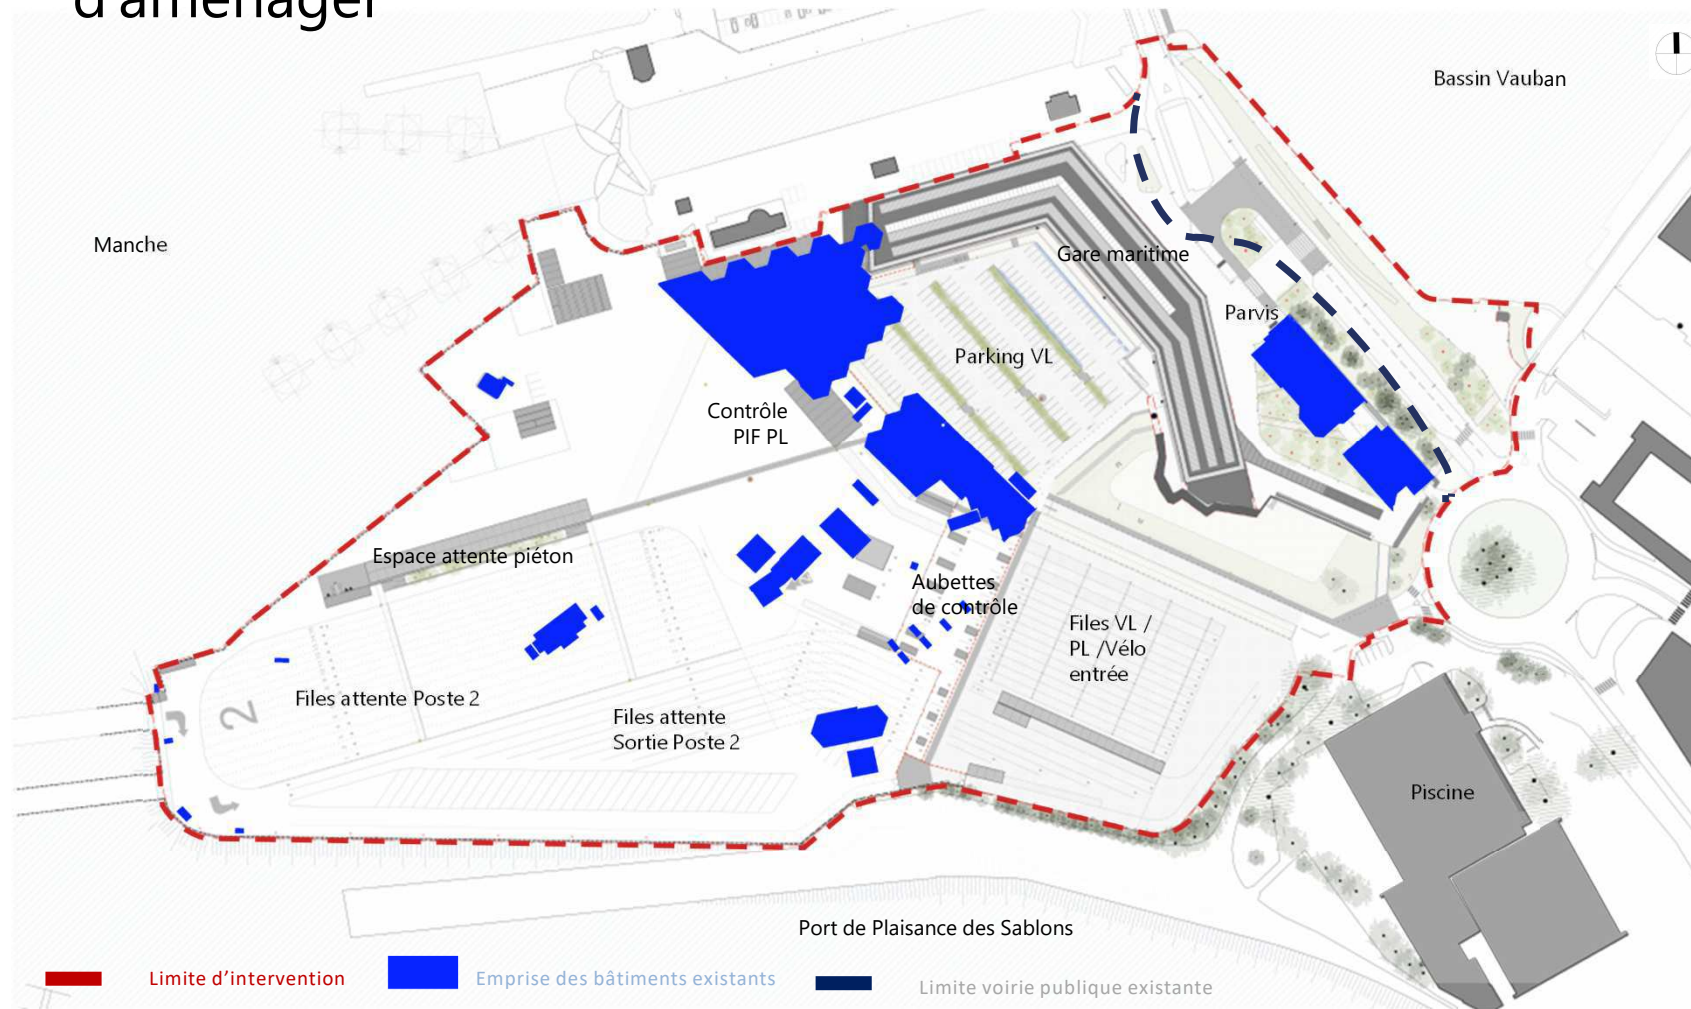 d'aménager
Bassin Vauban
Manche
Gare maritime
Parvis
Parking VL
Contrôle
PIF PL
Espace attente piéton
Aubettes
de contrôle
Files VL /
PL /Vélo
entrée
Files attente Poste 2
2
Files attente
Sortie Poste 2
Piscine
Port de Plaisance des Sablons
Limite d’intervention
Emprise des bâtiments existants
Limite voirie publique existante